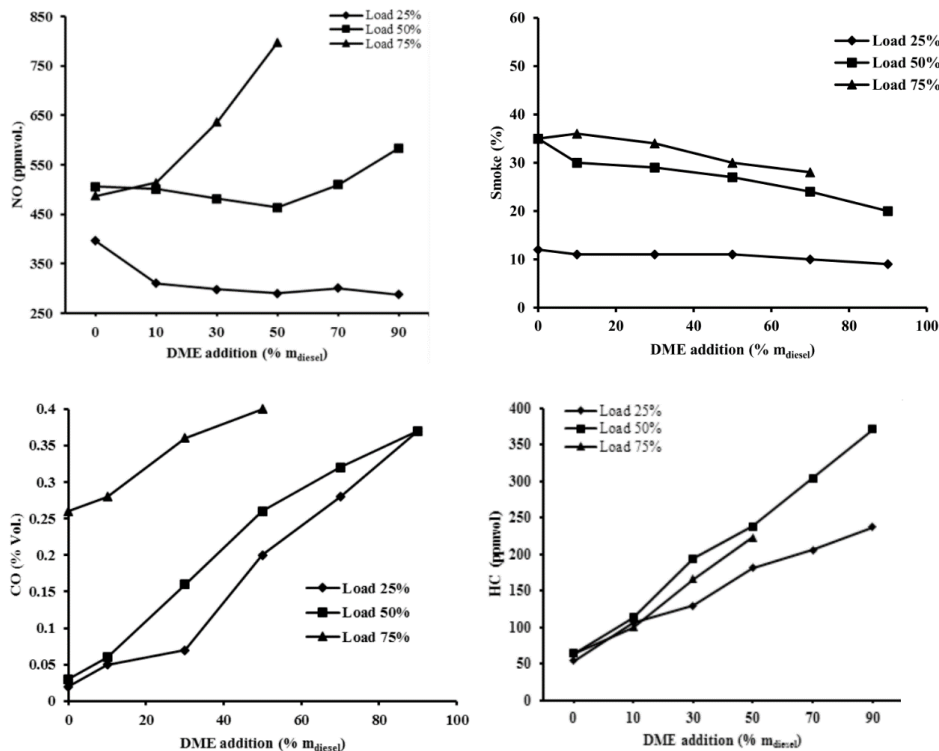 850
750
650
550
450
350
250
NO (ppmvol.)
Load 25%
Load 50%
Load 75%
0 10 30 50 70 90
DME addition (% mdiesel)
60
50
40
30
20
10
0
Smoke (%)
Load 25%
Load 50%
Load 75%
0 20 40 60 80 100
DME addition (% mdiesel)
0.4
0.35
0.3
0.25
0.2
0.15
0.1
0.05
0
CO (% Vol.)
Load 25%
Load 50%
Load 75%
0 20 40 60 80 100
DME addition (% mdiesel)
400
350
300
250
200
150
100
50
0
HC (ppmvol)
Load 25%
Load 50%
Load 75%
0 10 30 50 70 90
DME addition (% mdiesel)